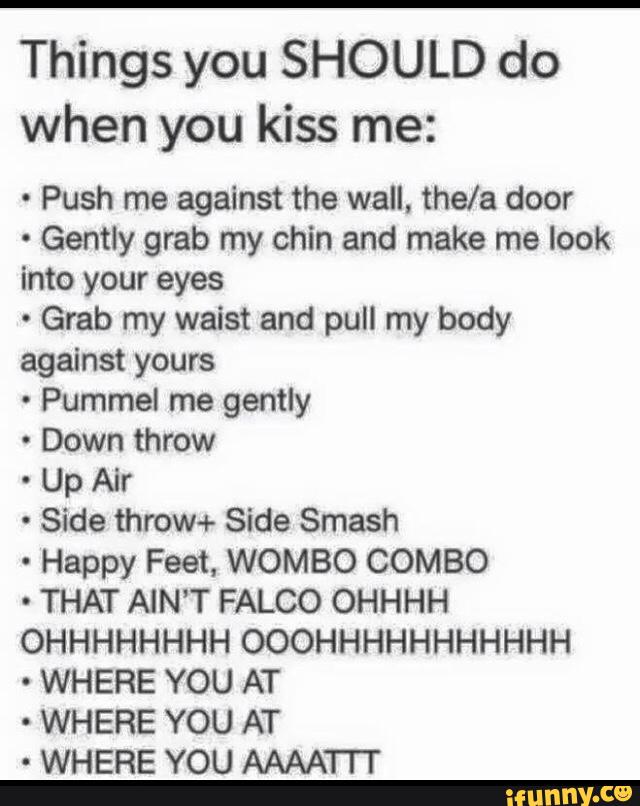 Things you SHOULD do
when you kiss me:
• Push me against the wall, the/a door
• Gently grab my chin and make me look
into your eyes
• Grab my waist and pull my body
against yours
• Pummel me gently
• Down throw
• Up Air
• Side throw+ Side Smash
• Happy Feet, WOMBO COMBO
• THAT AIN'T FALCO OHHHH
OHHHHHHHH OOOHHHHHHHHHHHH
• WHERE YOU AT
• WHERE YOU AT
• WHERE YOU AAAATTT
ifunny.co